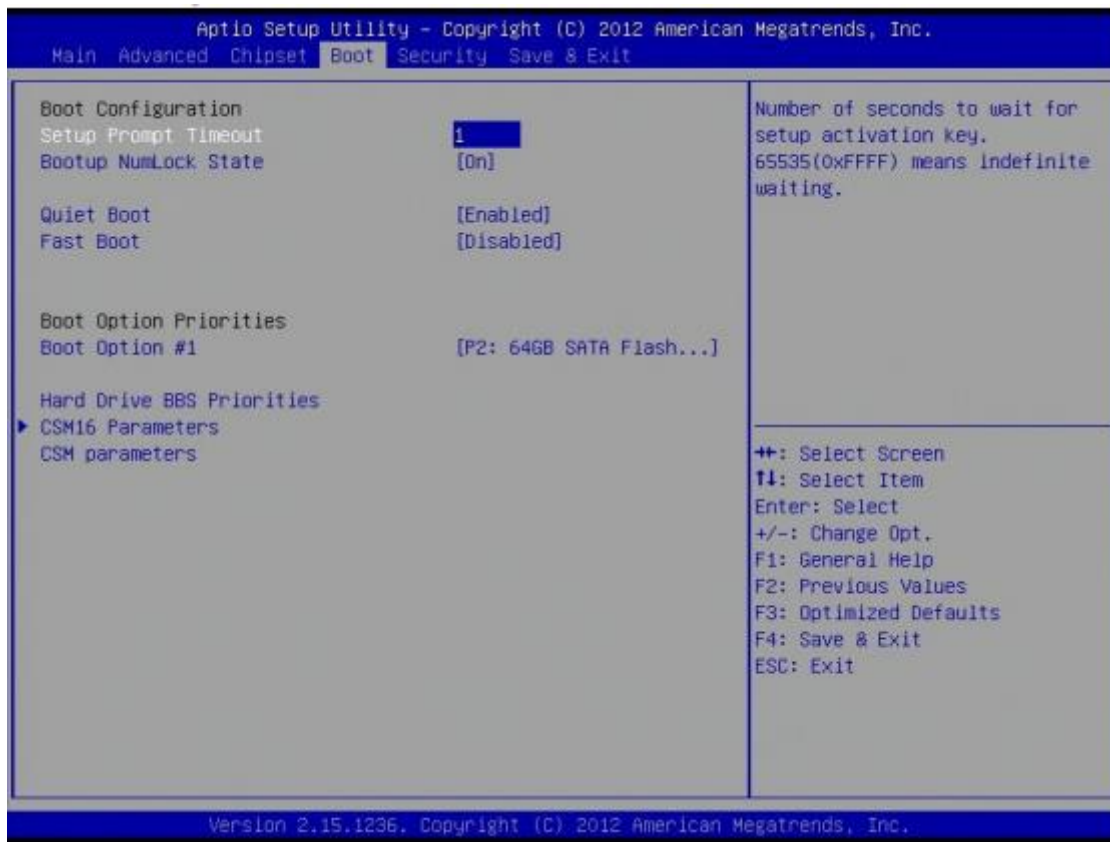 Aptio Setup Utility – Copyright (C) 2012 American Megatrends, Inc.
Main Advanced Chipset Boot Security Save & Exit
Boot Configuration
Setup Prompt Timeout 1
Bootup NumLock State [On]
Quiet Boot [Enabled]
Fast Boot [Disabled]
Boot Option Priorities
Boot Option #1 [P2: 64GB SATA Flash...]
Hard Drive BBS Priorities
▶ CSM16 Parameters
CSM parameters
Number of seconds to wait for
setup activation key.
65535(0xFFFF) means indefinite
waiting.
→←: Select Screen
↑↓: Select Item
Enter: Select
+/-: Change Opt.
F1: General Help
F2: Previous Values
F3: Optimized Defaults
F4: Save & Exit
ESC: Exit
Version 2.15.1236. Copyright (C) 2012 American Megatrends, Inc.